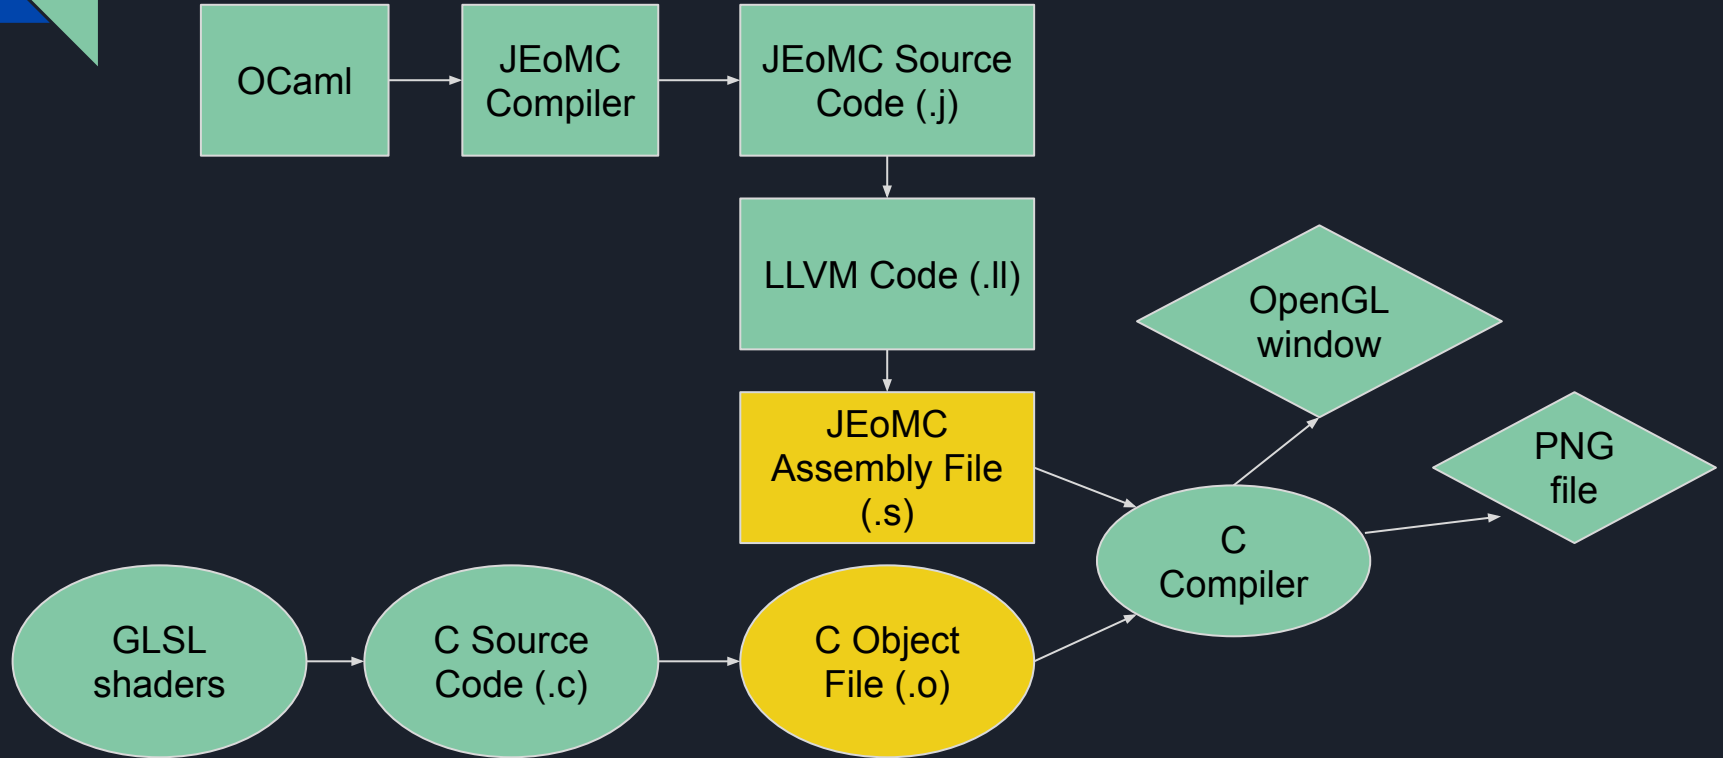 OCaml
JEoMC
Compiler
JEoMC Source
Code (.j)
LLVM Code (.ll)
JEoMC
Assembly File
(.s)
OpenGL
window
PNG
file
C
Compiler
GLSL
shaders
C Source
Code (.c)
C Object
File (.o)